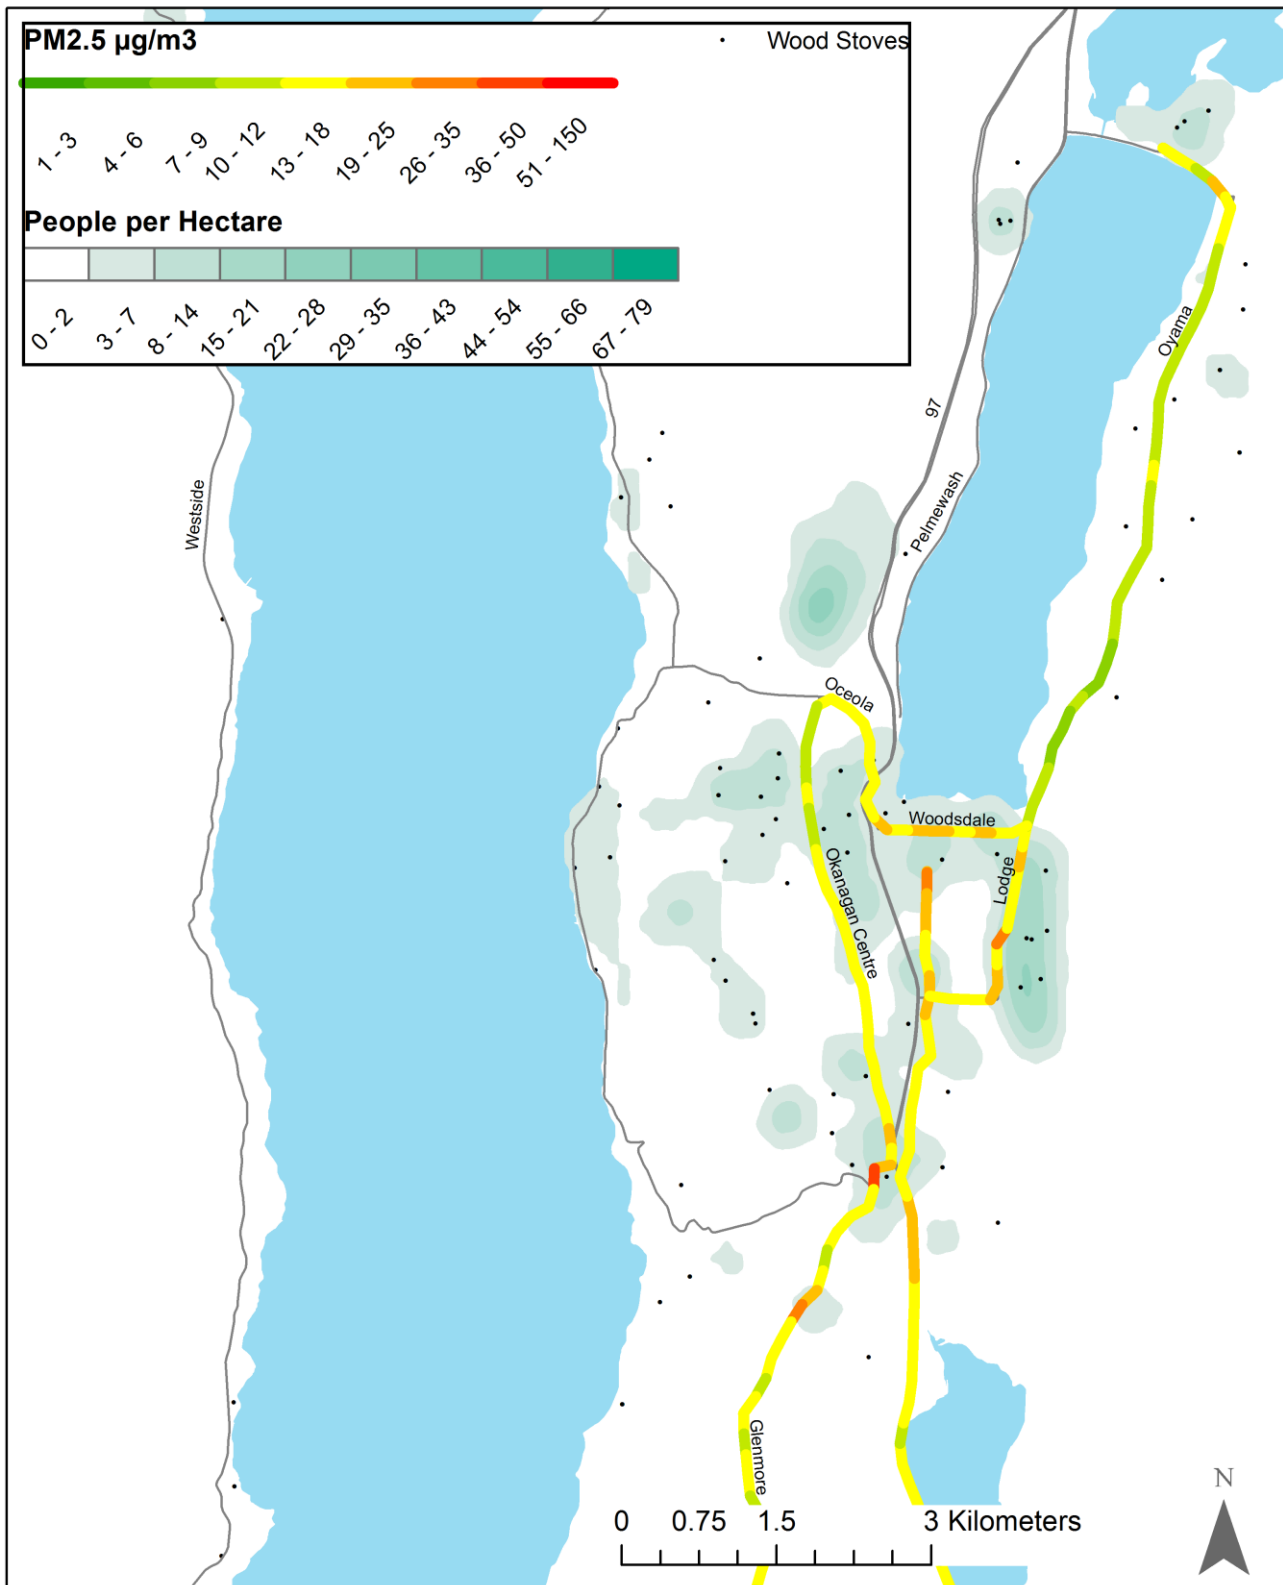 PM2.5 µg/m3
Wood Stoves
1 - 3
4 - 6
7 - 9
10 - 12
13 - 18
19 - 25
26 - 35
36 - 50
51 - 150
People per Hectare
0 - 2
3 - 7
8 - 14
15 - 21
22 - 28
29 - 35
36 - 43
44 - 54
55 - 66
67 - 79
Oyama
97
Westside
Pelmewash
Oceola
Woodsdale
Lodge
Okanagan Centre
Glenmore
N
0 0.75 1.5 3 Kilometers